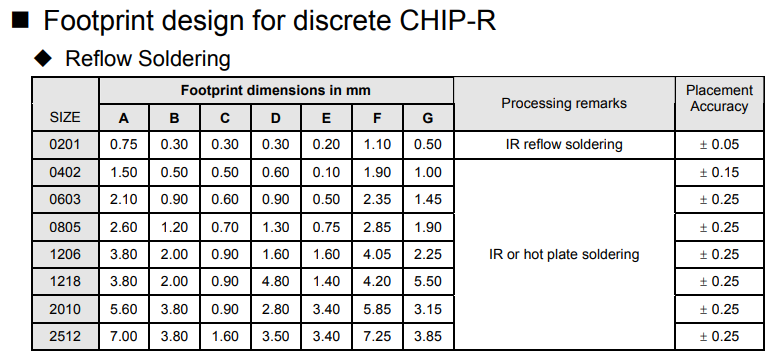 ■ Footprint design for discrete CHIP-R
◆ Reflow Soldering
SIZE Footprint dimensions in mm Processing remarks Placement Accuracy
A B C D E F G
0201 0.75 0.30 0.30 0.30 0.20 1.10 0.50 IR reflow soldering ± 0.05
0402 1.50 0.50 0.50 0.60 0.10 1.90 1.00 ± 0.15
0603 2.10 0.90 0.60 0.90 0.50 2.35 1.45 ± 0.25
0805 2.60 1.20 0.70 1.30 0.75 2.85 1.90 ± 0.25
1206 3.80 2.00 0.90 1.60 1.60 4.05 2.25 IR or hot plate soldering ± 0.25
1218 3.80 2.00 0.90 4.80 1.40 4.20 5.50 ± 0.25
2010 5.60 3.80 0.90 2.80 3.40 5.85 3.15 ± 0.25
2512 7.00 3.80 1.60 3.50 3.40 7.25 3.85 ± 0.25